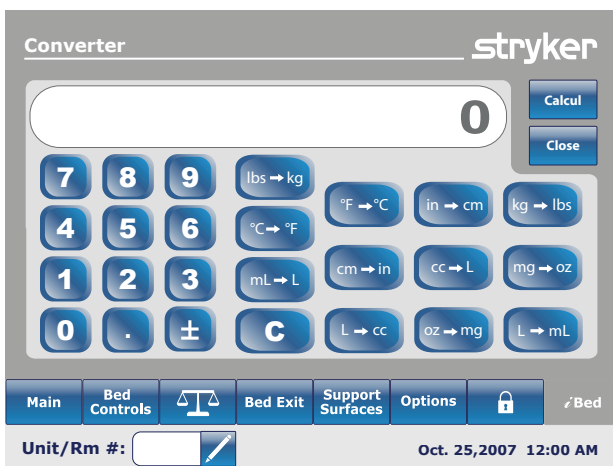 Converter
stryker
0
Calcul
Close
7 8 9 lbs → kg
°F → °C in → cm kg → lbs
4 5 6 °C → °F
1 2 3 mL → L
cm → in cc → L mg → oz
0 . ± C L → cc oz → mg L → mL
Main
Bed
Controls
Bed Exit
Support
Surfaces
Options
iBed
Unit/Rm #:
Oct. 25,2007 12:00 AM